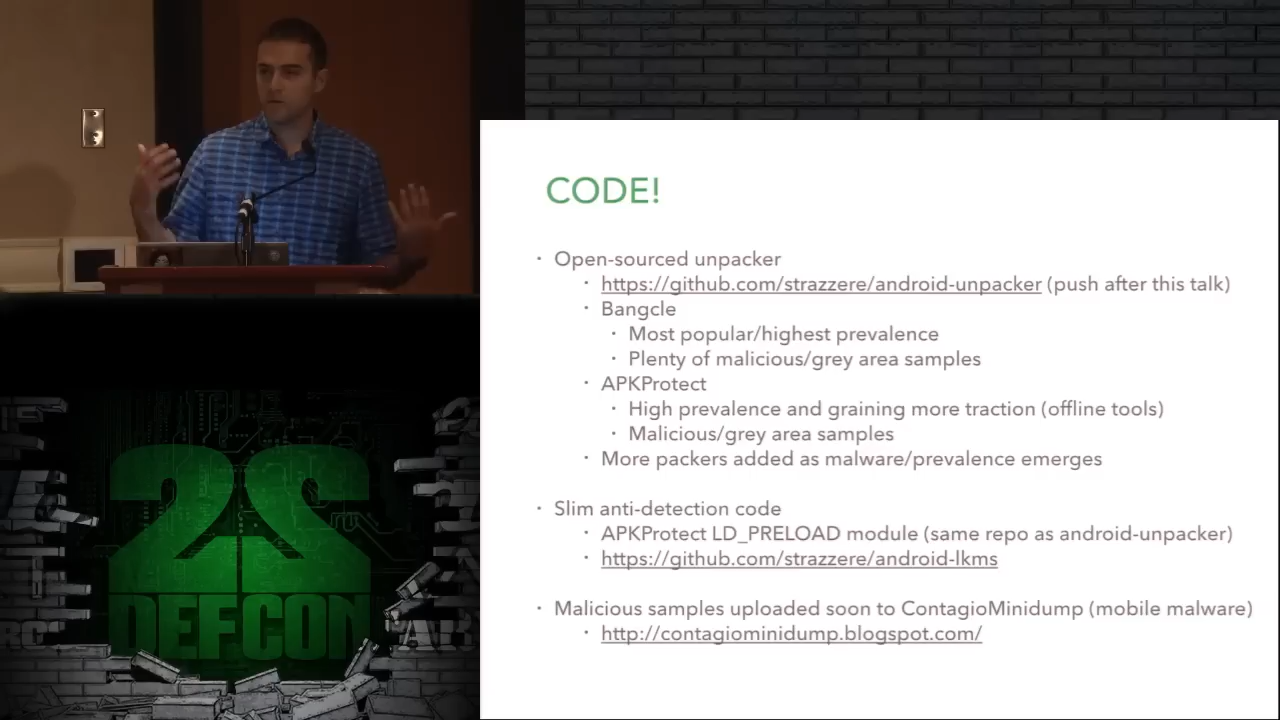 CODE!
· Open-sourced unpacker
· https://github.com/strazzere/android-unpacker (push after this talk)
· Bangcle
· Most popular/highest prevalence
· Plenty of malicious/grey area samples
· APKProtect
· High prevalence and graining more traction (offline tools)
· Malicious/grey area samples
· More packers added as malware/prevalence emerges
· Slim anti-detection code
· APKProtect LD_PRELOAD module (same repo as android-unpacker)
· https://github.com/strazzere/android-lkms
· Malicious samples uploaded soon to ContagioMinidump (mobile malware)
· http://contagiominidump.blogspot.com/
22
DEFCON